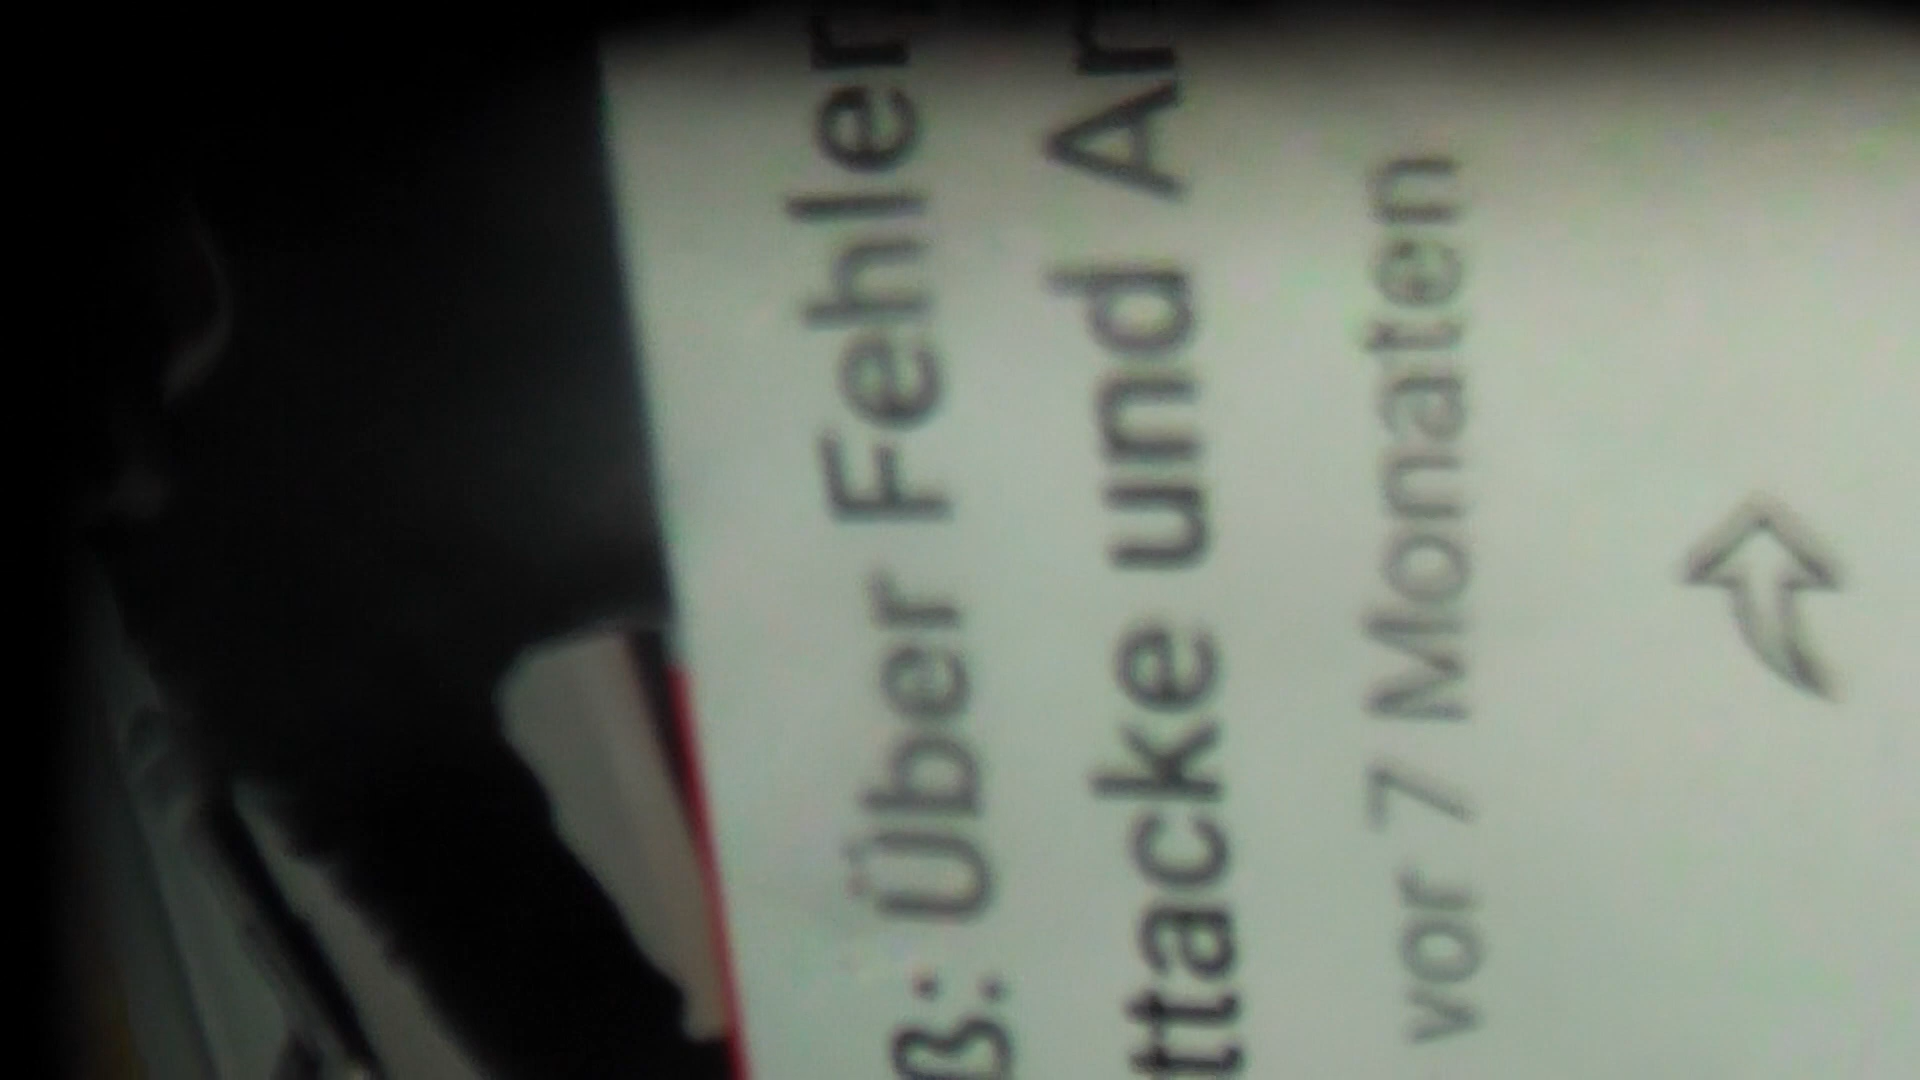 ß: Über Fehler
ttacke und An
vor 7 Monaten